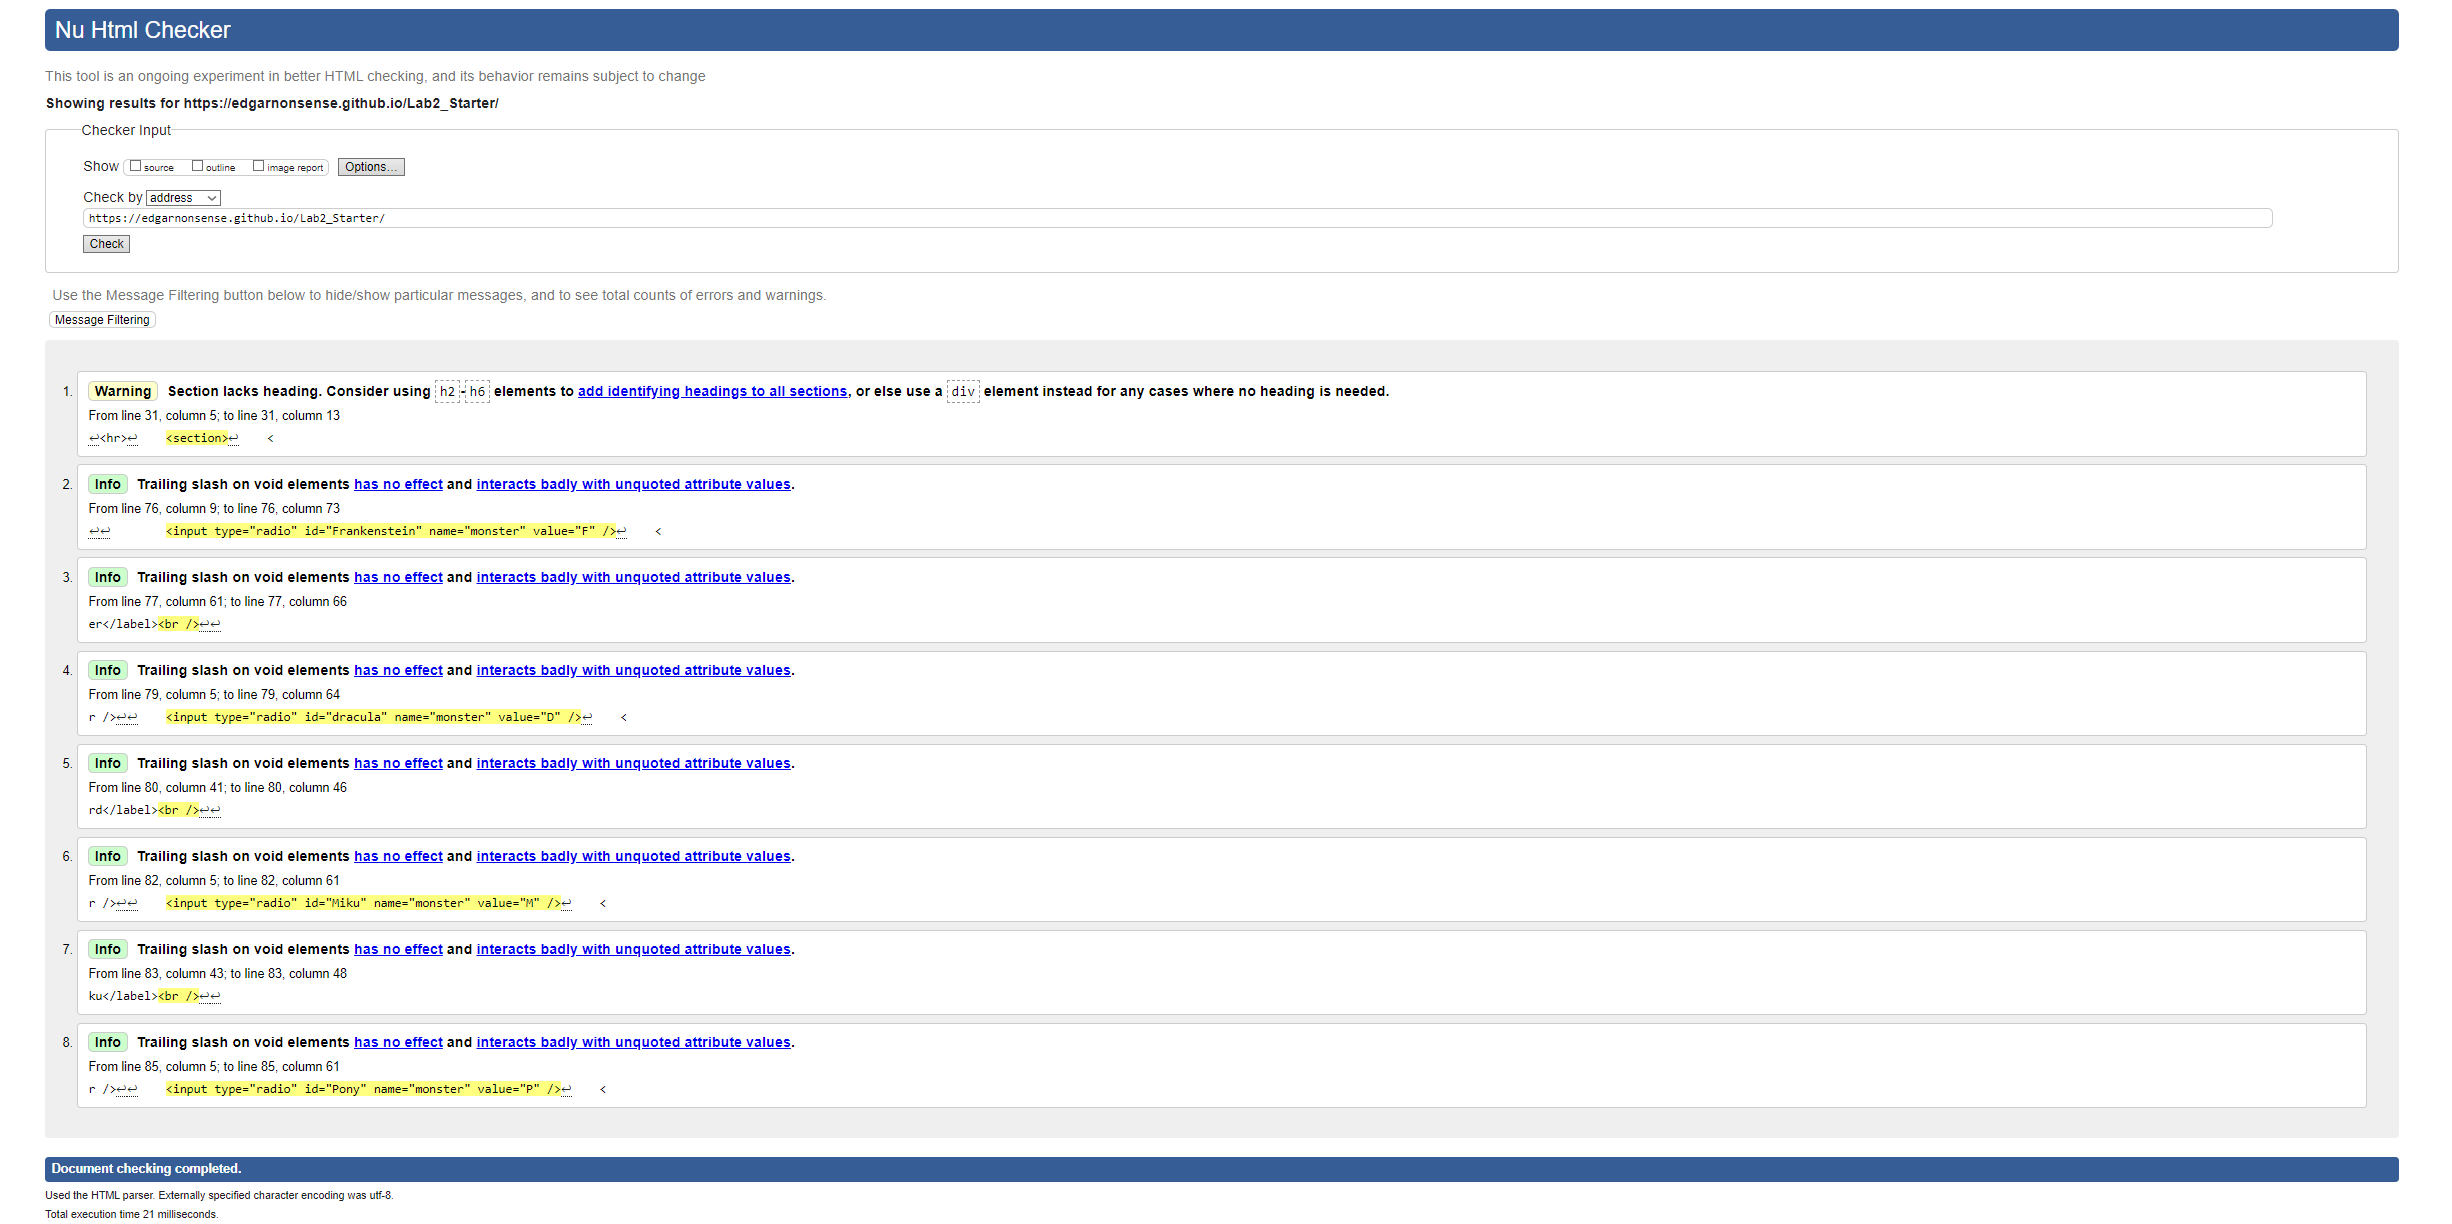 Nu Html Checker
This tool is an ongoing experiment in better HTML checking, and its behavior remains subject to change
Showing results for https://edgarnonsense.github.io/Lab2_Starter/
Checker Input
Show source outline image report Options...
Check by address
https://edgarnonsense.github.io/Lab2_Starter/
Check
Use the Message Filtering button below to hide/show particular messages, and to see total counts of errors and warnings.
Message Filtering
1. Warning Section lacks heading. Consider using h2-h6 elements to add identifying headings to all sections, or else use a div element instead for any cases where no heading is needed.
From line 31, column 5; to line 31, column 13
↩<hr>↩ <section>↩ <
2. Info Trailing slash on void elements has no effect and interacts badly with unquoted attribute values.
From line 76, column 9; to line 76, column 73
↩↩ <input type="radio" id="Frankenstein" name="monster" value="F" />↩ <
3. Info Trailing slash on void elements has no effect and interacts badly with unquoted attribute values.
From line 77, column 61; to line 77, column 66
er</label><br />↩↩
4. Info Trailing slash on void elements has no effect and interacts badly with unquoted attribute values.
From line 79, column 5; to line 79, column 64
r />↩↩ <input type="radio" id="dracula" name="monster" value="D" />↩ <
5. Info Trailing slash on void elements has no effect and interacts badly with unquoted attribute values.
From line 80, column 41; to line 80, column 46
rd</label><br />↩↩
6. Info Trailing slash on void elements has no effect and interacts badly with unquoted attribute values.
From line 82, column 5; to line 82, column 61
r />↩↩ <input type="radio" id="Miku" name="monster" value="M" />↩ <
7. Info Trailing slash on void elements has no effect and interacts badly with unquoted attribute values.
From line 83, column 43; to line 83, column 48
ku</label><br />↩↩
8. Info Trailing slash on void elements has no effect and interacts badly with unquoted attribute values.
From line 85, column 5; to line 85, column 61
r />↩↩ <input type="radio" id="Pony" name="monster" value="P" />↩ <
Document checking completed.
Used the HTML parser. Externally specified character encoding was utf-8.
Total execution time 21 milliseconds.